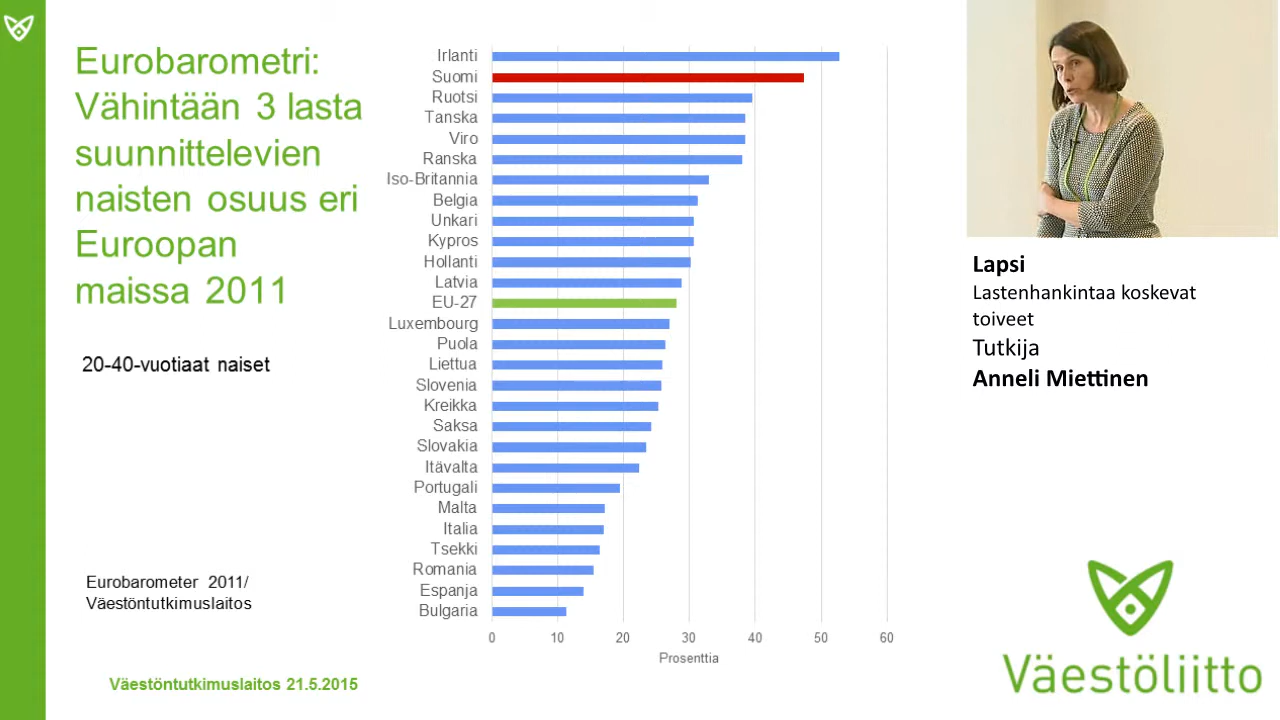 Eurobarometri:
Vähintään 3 lasta
suunnittelevien
naisten osuus eri
Euroopan
maissa 2011
20-40-vuotiaat naiset
Eurobarometer 2011/
Väestöntutkimuslaitos
Väestöntutkimuslaitos 21.5.2015
Irlanti
Suomi
Ruotsi
Tanska
Viro
Ranska
Iso-Britannia
Belgia
Unkari
Kypros
Hollanti
Latvia
EU-27
Luxembourg
Puola
Liettua
Slovenia
Kreikka
Saksa
Slovakia
Itävalta
Portugali
Malta
Italia
Tsekki
Romania
Espanja
Bulgaria
0 10 20 30 40 50 60
Prosenttia
Lapsi
Lastenhankintaa koskevat
toiveet
Tutkija
Anneli Miettinen
Väestöliitto